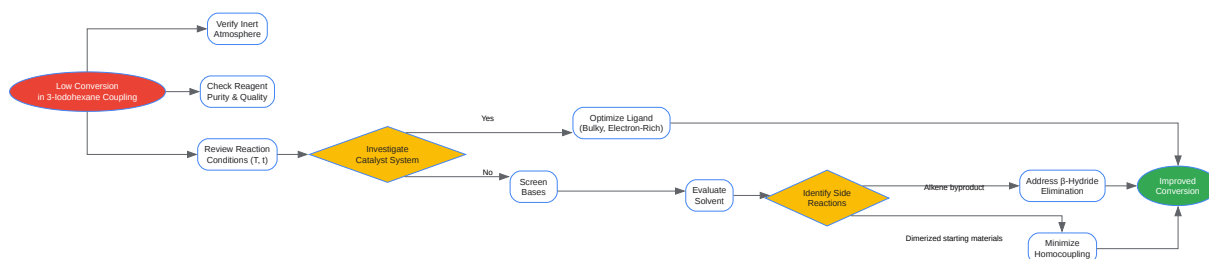 Verify Inert
Atmosphere
Low Conversion
in 3-Iodohexane Coupling
Check Reagent
Purity & Quality
Review Reaction
Conditions (T, t)
Investigate
Catalyst System
Yes
No
Optimize Ligand
(Bulky, Electron-Rich)
Screen
Bases
Evaluate
Solvent
Identify Side
Reactions
Alkene byproduct
Dimerized starting materials
Address β-Hydride
Elimination
Minimize
Homocoupling
Improved
Conversion